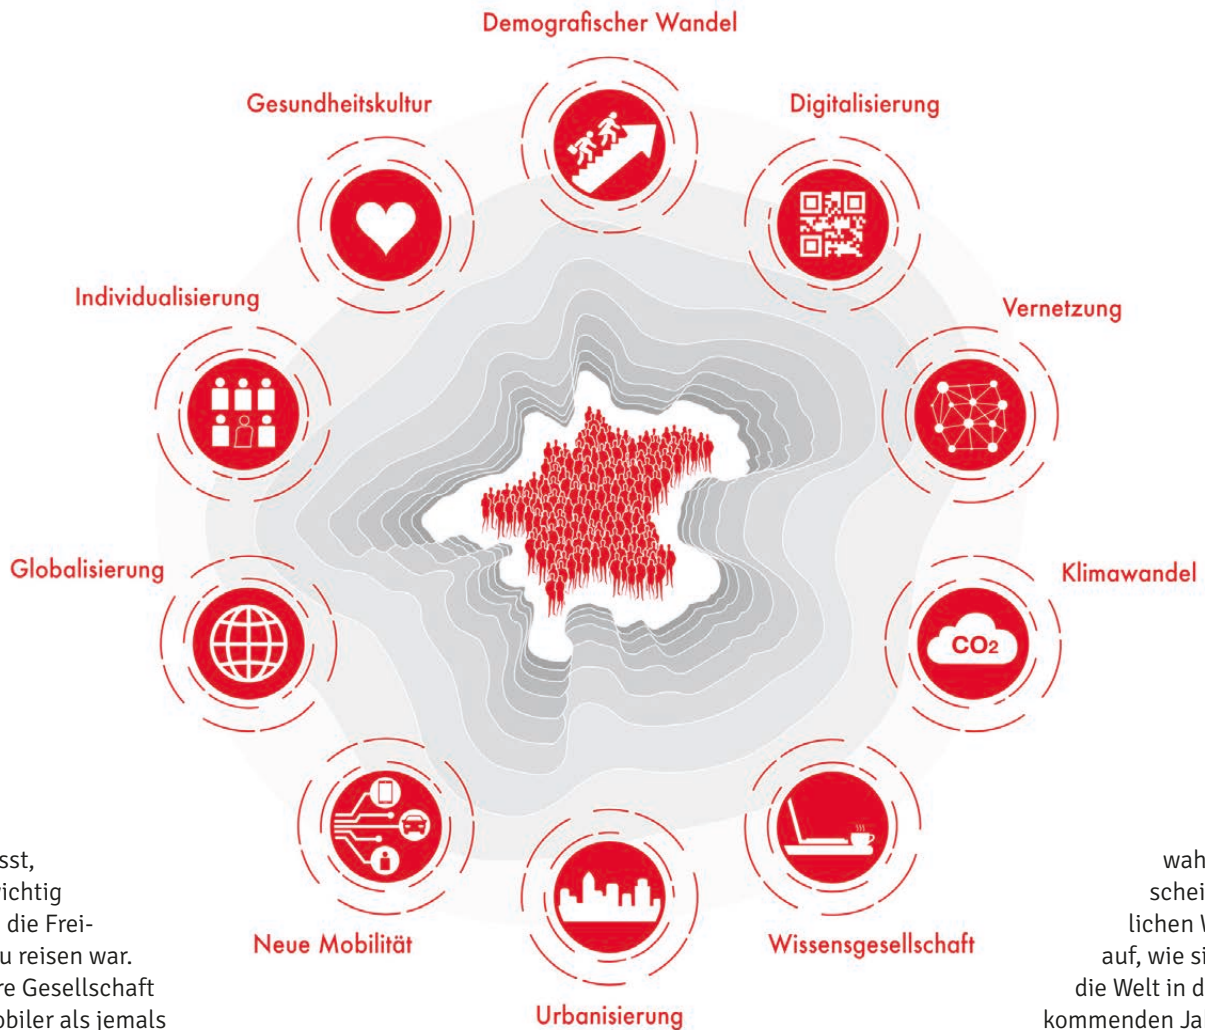 Demografischer Wandel
Gesundheitskultur
Digitalisierung
Individualisierung
Vernetzung
Globalisierung
Klimawandel
CO2
Neue Mobilität
Wissensgesellschaft
Urbanisierung
sst,
ichtig
die Frei-
u reisen war.
re Gesellschaft
obiler als jemals
wah
schei
lichen W
auf, wie si
die Welt in d
kommenden Ja